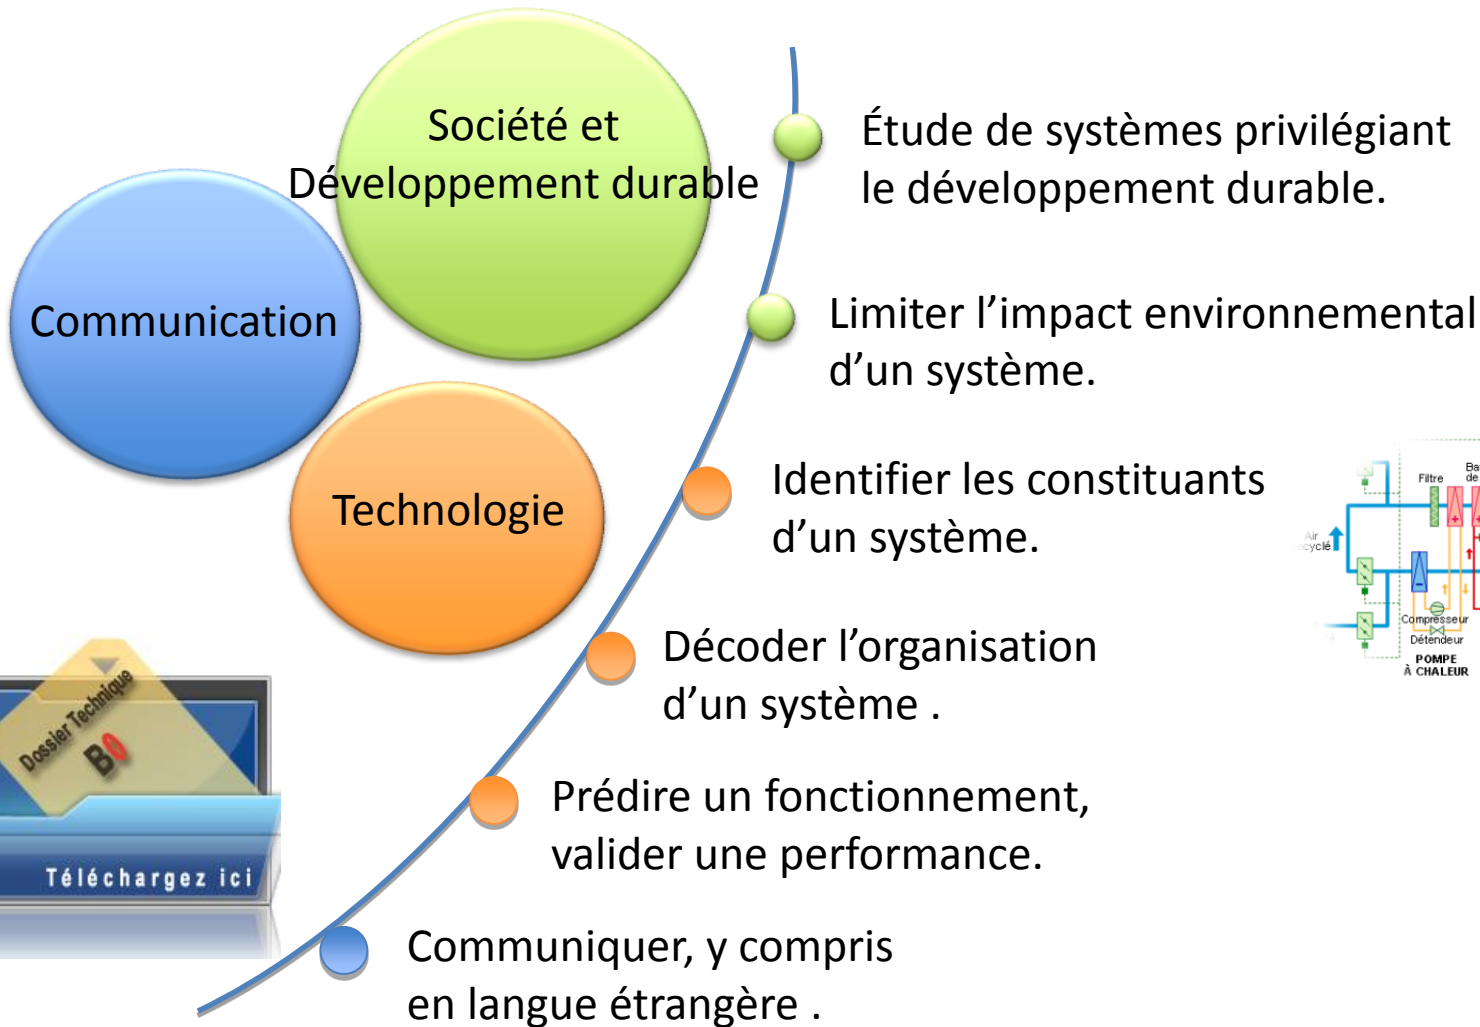 Société et
Développement durable
Communication
Technologie
Étude de systèmes privilégiant
le développement durable.
Limiter l’impact environnemental
d’un système.
Identifier les constituants
d’un système.
Décoder l’organisation
d’un système .
Prédire un fonctionnement,
valider une performance.
Communiquer, y compris
en langue étrangère .
Dossier Technique
B0
Téléchargez ici
Filtre
de
Air
Compresseur
Détendeur
POMPE
À CHALEUR